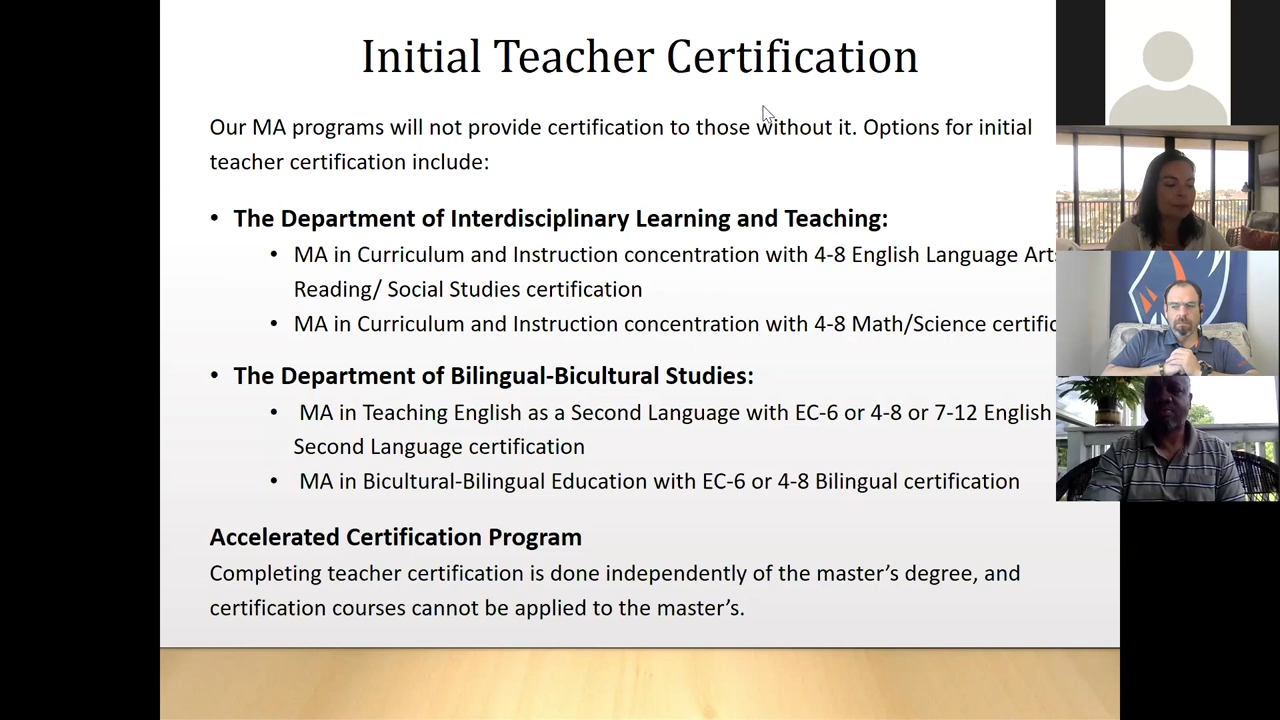 Initial Teacher Certification
Our MA programs will not provide certification to those without it. Options for initial
teacher certification include:
• The Department of Interdisciplinary Learning and Teaching:
• MA in Curriculum and Instruction concentration with 4-8 English Language
Reading/ Social Studies certification
• MA in Curriculum and Instruction concentration with 4-8 Math/Science
• The Department of Bilingual-Bicultural Studies:
• MA in Teaching English as a Second Language with EC-6 or 4-8 or 7-12 English
Second Language certification
• MA in Bicultural-Bilingual Education with EC-6 or 4-8 Bilingual certification
Accelerated Certification Program
Completing teacher certification is done independently of the master’s degree, and
certification courses cannot be applied to the master’s.